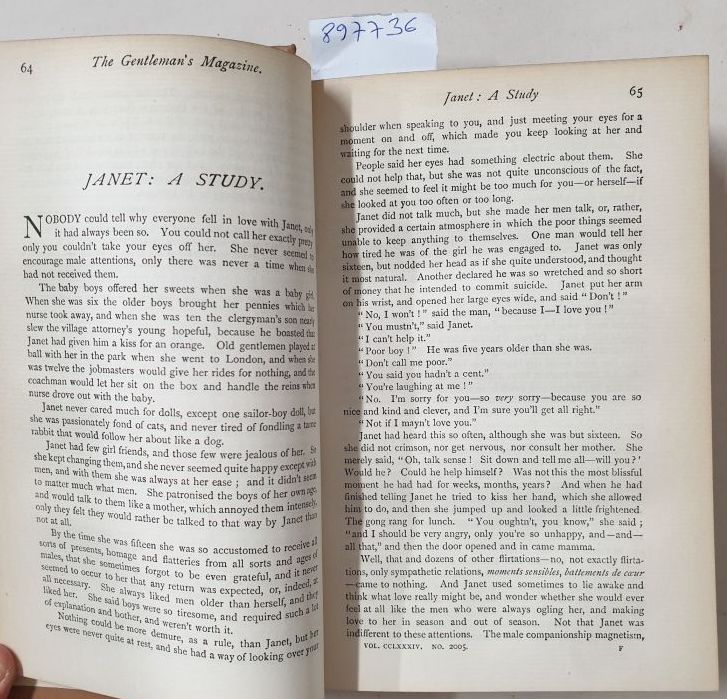 897736
64 The Gentleman's Magazine.
JANET: A STUDY.
NOBODY could tell why everyone fell in love with Janet, only
it had always been so. You could not call her exactly pretty
only you couldn't take your eyes off her. She never seemed to
encourage male attentions, only there was never a time when she
had not received them.
The baby boys offered her sweets when she was a baby girl.
When she was six the older boys brought her pennies which her
nurse took away, and when she was ten the clergyman's son nearly
slew the village attorney's young hopeful, because he boasted that
Janet had given him a kiss for an orange. Old gentlemen played at
ball with her in the park when she went to London, and when she
was twelve the jobmasters would give her rides for nothing, and the
coachman would let her sit on the box and handle the reins when
nurse drove out with the baby.
Janet never cared much for dolls, except one sailor-boy doll, but
she was passionately fond of cats, and never tired of fondling a tame
rabbit that would follow her about like a dog.
Janet had few girl friends, and those few were jealous of her. So
she kept changing them, and she never seemed quite happy except with
men, and with them she was always at her ease; and it didn't seem
to matter much what men. She patronised the boys of her own age,
and would talk to them like a mother, which annoyed them intensely,
only they felt they would rather be talked to that way by Janet than
not at all.
By the time she was fifteen she was so accustomed to receive all
sorts of presents, homage and flatteries from all sorts and ages of
males, that she sometimes forgot to be even grateful, and it never
seemed to occur to her that any return was expected, or, indeed, at
all necessary. She always liked men older than herself, and they
liked her. She said boys were so tiresome, and required such a lot
of explanation and bother, and weren't worth it.
Nothing could be more demure, as a rule, than Janet, but her
eyes were never quite at rest, and she had a way of looking over your
Janet: A Study 65
shoulder when speaking to you, and just meeting your eyes for a
moment on and off, which made you keep looking at her and
waiting for the next time.
People said her eyes had something electric about them. She
could not help that, but she was not quite unconscious of the fact,
and she seemed to feel it might be too much for you—or herself—if
she looked at you too often or too long.
Janet did not talk much, but she made her men talk, or, rather,
she provided a certain atmosphere in which the poor things seemed
unable to keep anything to themselves. One man would tell her
how tired he was of the girl he was engaged to. Janet was only
sixteen, but nodded her head as if she quite understood, and thought
it most natural. Another declared he was so wretched and so short
of money that he intended to commit suicide. Janet put her arm
on his wrist, and opened her large eyes wide, and said "Don't!"
"No, I won't!" said the man, "because I—I love you!"
"You mustn't," said Janet.
"I can't help it."
"Poor boy!" He was five years older than she was.
"Don't call me poor."
"You said you hadn't a cent."
"You're laughing at me!"
"No. I'm sorry for you—so very sorry—because you are so
nice and kind and clever, and I'm sure you'll get all right."
"Not if I mayn't love you."
Janet had heard this so often, although she was but sixteen. So
she did not crimson, nor get nervous, nor consult her mother. She
merely said, "Oh, talk sense! Sit down and tell me all—will you?'
Would he? Could he help himself? Was not this the most blissful
moment he had had for weeks, months, years? And when he had
finished telling Janet he tried to kiss her hand, which she allowed
him to do, and then she jumped up and looked a little frightened
The gong rang for lunch. "You oughtn't, you know," she said;
"and I should be very angry, only you're so unhappy, and—and—
all that," and then the door opened and in came mamma.
Well, that and dozens of other flirtations—no, not exactly flirta-
tions, only sympathetic relations, moments sensibles, battements de cœur
—came to nothing. And Janet used sometimes to lie awake and
think what love really might be, and wonder whether she would ever
feel at all like the men who were always ogling her, and making
love to her in season and out of season. Not that Janet was
indifferent to these attentions. The male companionship magnetism,
VOL. CCLXXXIV. NO. 2005. F